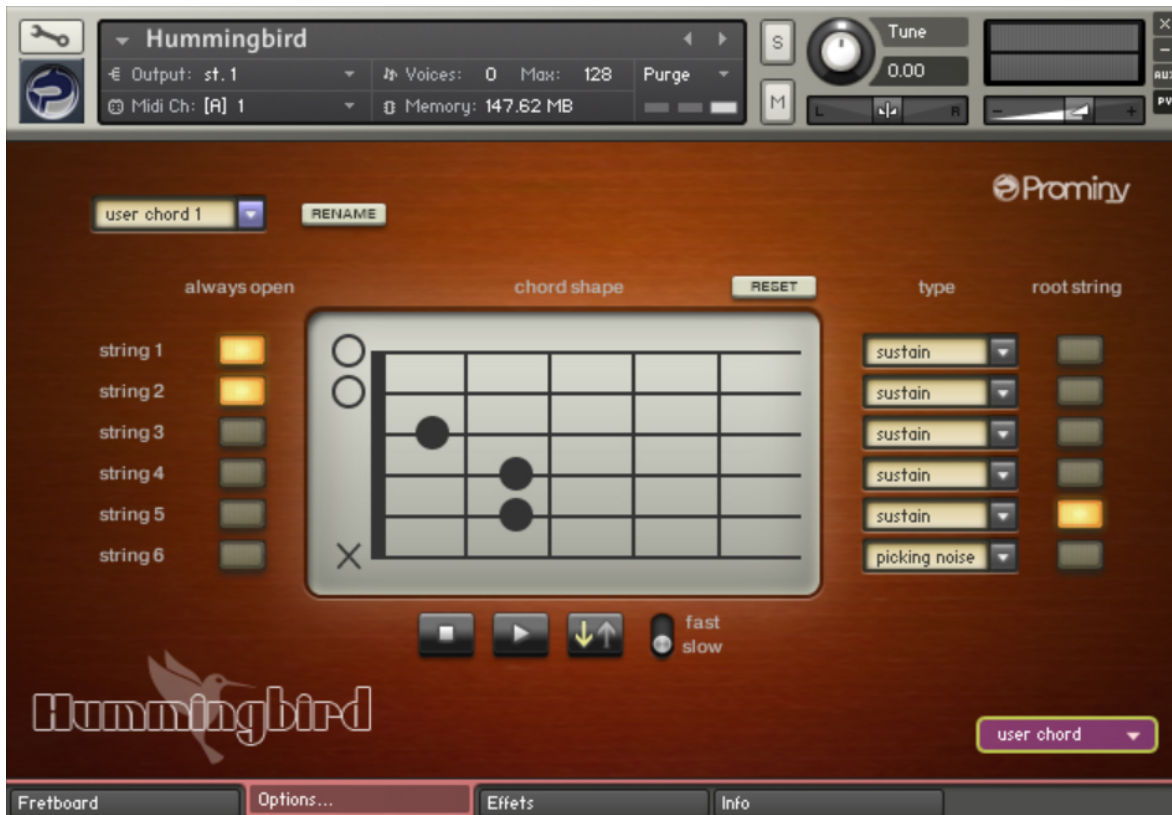 Hummingbird
S
Tune
Output: st. 1
Voices: 0 Max: 128
Purge
0.00
AUX
Midi Ch: [A] 1
Memory: 147.62 MB
M
L
R
- +
PV
Prominy
user chord 1
RENAME
always open
chord shape
RESET
type
root string
string 1
sustain
string 2
sustain
string 3
sustain
string 4
sustain
string 5
sustain
string 6
X
picking noise
fast
slow
Hummingbird
user chord
Fretboard
Options...
Effets
Info